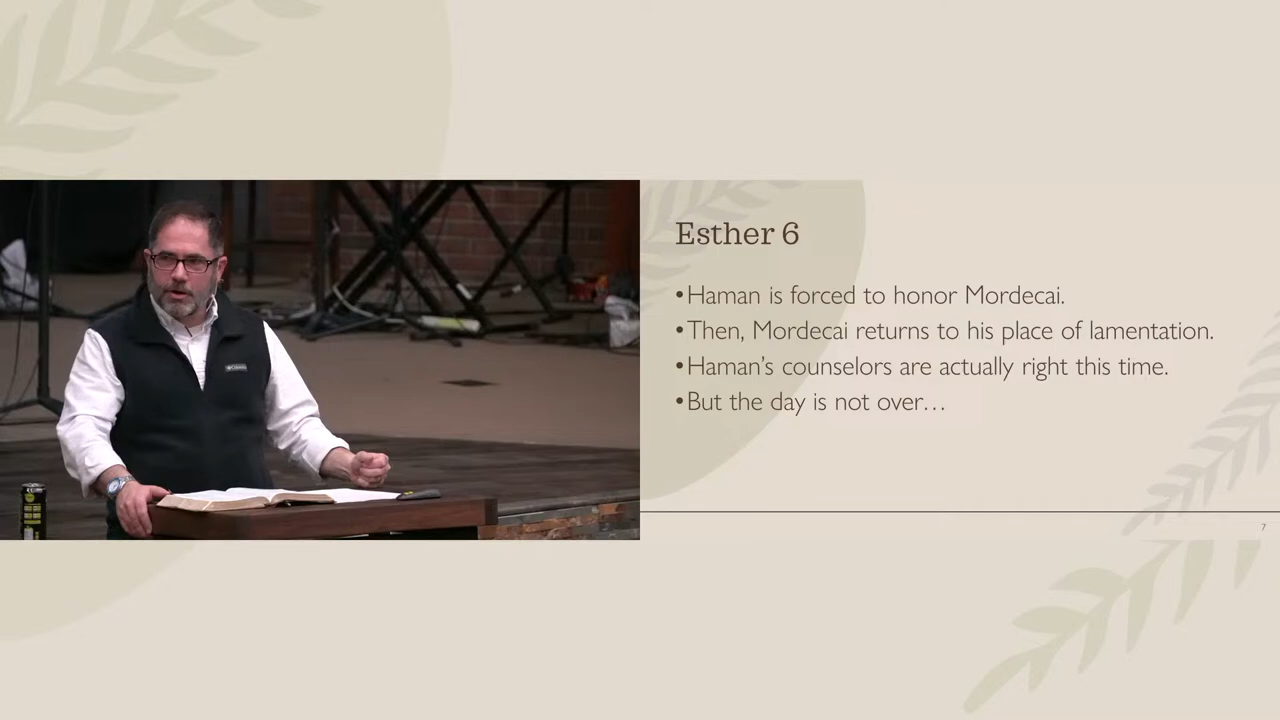 Esther 6
•Haman is forced to honor Mordecai.
•Then, Mordecai returns to his place of lamentation.
•Haman’s counselors are actually right this time.
•But the day is not over…
7